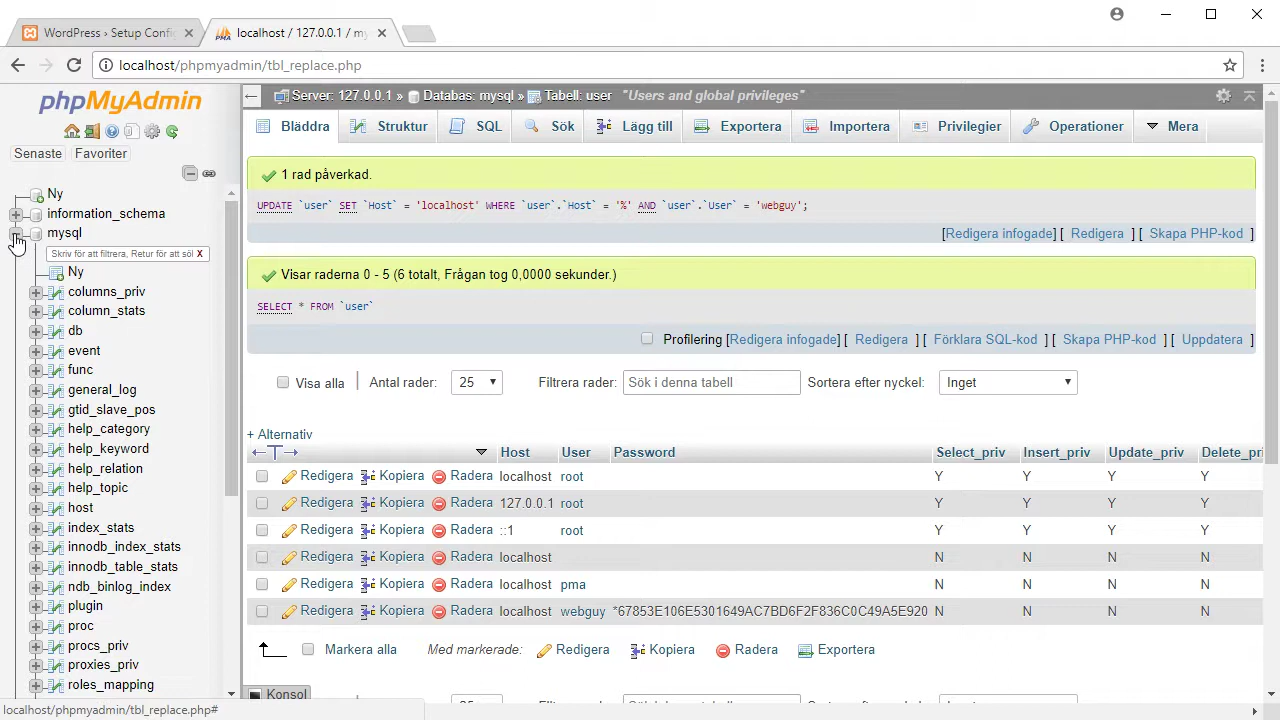 WordPress › Setup Confi
localhost / 127.0.0.1 / my
localhost/phpmyadmin/tbl_replace.php
phpMyAdmin
Senaste Favoriter
Ny
information_schema
mysql
Skriv för att filtrera, Retur för att söl X
Ny
columns_priv
column_stats
db
event
func
general_log
gtid_slave_pos
help_category
help_keyword
help_relation
help_topic
host
index_stats
innodb_index_stats
innodb_table_stats
ndb_binlog_index
plugin
proc
procs_priv
proxies_priv
roles_mapping
localhost/phpmyadmin/tbl_replace.php#
Server: 127.0.0.1 » Databas: mysql » Tabell: user "Users and global privileges"
Bläddra Struktur SQL Sök Lägg till Exportera Importera Privilegier Operationer Mera
1 rad påverkad.
UPDATE `user` SET `Host` = 'localhost' WHERE `user`.`Host` = '%' AND `user`.`User` = 'webguy';
[Redigera infogade] [ Redigera ] [ Skapa PHP-kod ]
Visar raderna 0 - 5 (6 totalt, Frågan tog 0,0000 sekunder.)
SELECT * FROM `user`
Profilering [Redigera infogade] [ Redigera ] [ Förklara SQL-kod ] [ Skapa PHP-kod ] [ Uppdatera ]
Visa alla Antal rader: 25 Filtrera rader: Sök i denna tabell Sortera efter nyckel: Inget
+ Alternativ
Host User Password Select_priv Insert_priv Update_priv Delete_pri
Redigera Kopiera Radera localhost root Y Y Y Y
Redigera Kopiera Radera 127.0.0.1 root Y Y Y Y
Redigera Kopiera Radera ::1 root Y Y Y Y
Redigera Kopiera Radera localhost N N N N
Redigera Kopiera Radera localhost pma N N N N
Redigera Kopiera Radera localhost webguy *67853E106E5301649AC7BD6F2F836C0C49A5E920 N N N N
Markera alla Med markerade: Redigera Kopiera Radera Exportera
Konsol